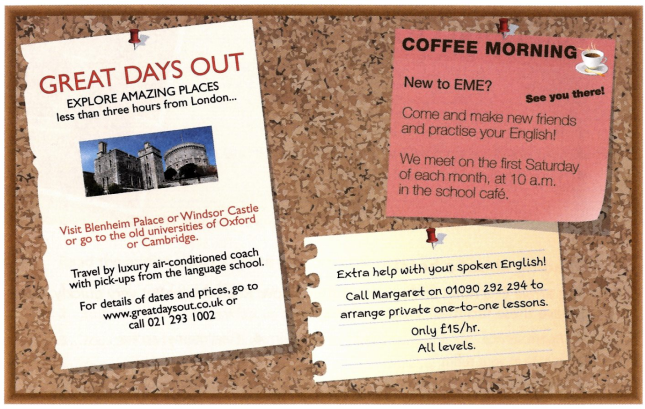 GREAT DAYS OUT
EXPLORE AMAZING PLACES
less than three hours from London...
Visit Blenheim Palace or Windsor Castle
or go to the old universities of Oxford
or Cambridge.
Travel by luxury air-conditioned coach
with pick-ups from the language school.
For details of dates and prices, go to
www.greatdaysout.co.uk or
call 021 293 1002
COFFEE MORNING
New to EME?
See you there!
Come and make new friends
and practise your English!
We meet on the first Saturday
of each month, at 10 a.m.
in the school café.
Extra help with your spoken English!
Call Margaret on 01090 292 294 to
arrange private one-to-one lessons.
Only £15/hr.
All levels.